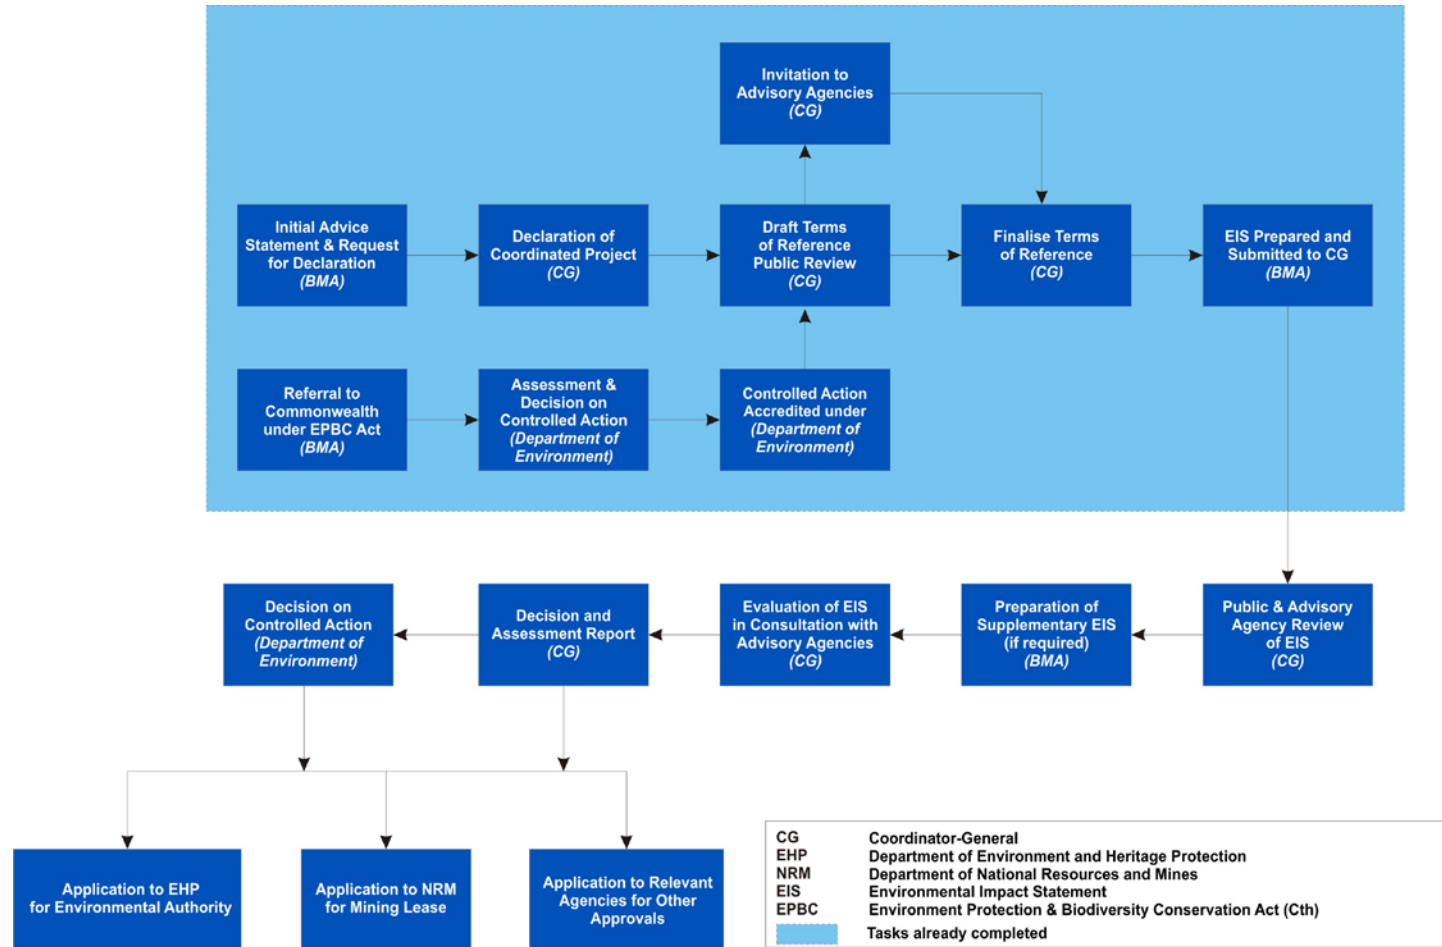 Invitation to
Advisory Agencies
(CG)
Initial Advice
Statement & Request
for Declaration
(BMA)
Declaration of
Coordinated Project
(CG)
Draft Terms
of Reference
Public Review
(CG)
Finalise Terms
of Reference
(CG)
EIS Prepared and
Submitted to CG
(BMA)
Referral to
Commonwealth
under EPBC Act
(BMA)
Assessment &
Decision on
Controlled Action
(Department of
Environment)
Controlled Action
Accredited under
(Department of
Environment)
Decision on
Controlled Action
(Department of
Environment)
Decision and
Assessment Report
(CG)
Evaluation of EIS
in Consultation with
Advisory Agencies
(CG)
Preparation of
Supplementary EIS
(if required)
(BMA)
Public & Advisory
Agency Review
of EIS
(CG)
Application to EHP
for Environmental Authority
Application to NRM
for Mining Lease
Application to Relevant
Agencies for Other
Approvals
CG Coordinator-General
EHP Department of Environment and Heritage Protection
NRM Department of National Resources and Mines
EIS Environmental Impact Statement
EPBC Environment Protection & Biodiversity Conservation Act (Cth)
Tasks already completed